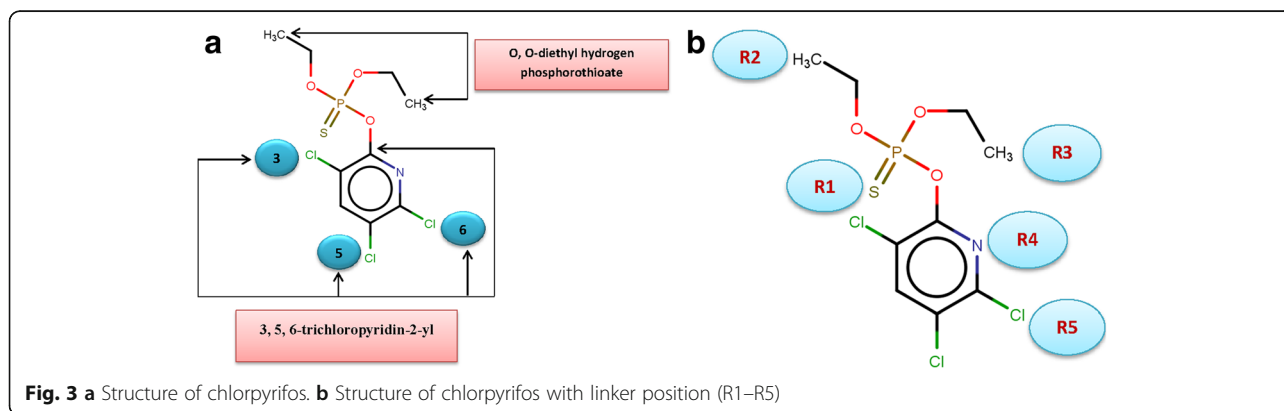 a
H₃C
O, O-diethyl hydrogen
phosphorothioate
O
O
CH₃
P
S
O
3
Cl
N
6
Cl
5
Cl
3, 5, 6-trichloropyridin-2-yl
b
R2
H₃C
O
O
R3
CH₃
P
R1
S
O
Cl
N
R4
Cl
R5
Cl
Fig. 3 a Structure of chlorpyrifos. b Structure of chlorpyrifos with linker position (R1–R5)